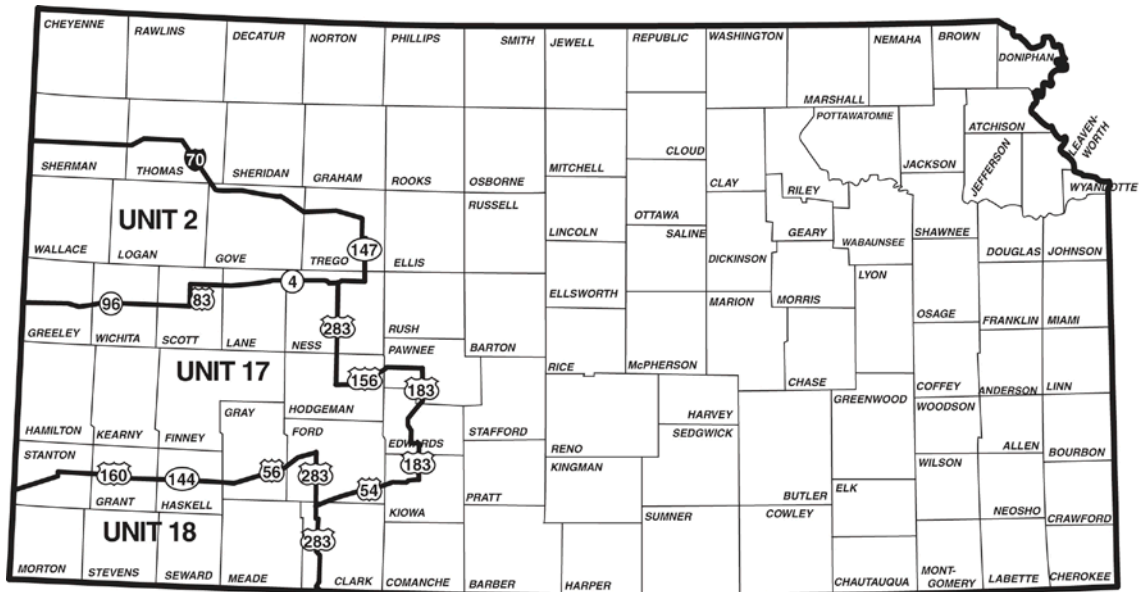 CHEYENNE
RAWLINS
DECATUR
NORTON
PHILLIPS
SMITH
JEWELL
REPUBLIC
WASHINGTON
MARSHALL
NEMAHA
BROWN
DONIPHAN
SHERMAN
THOMAS
70
SHERIDAN
GRAHAM
ROOKS
OSBORNE
MITCHELL
CLOUD
CLAY
RILEY
POTTAWATOMIE
JACKSON
ATCHISON
JEFFERSON
LEAVEN-
WORTH
WYANDOTTE
UNIT 2
WALLACE
LOGAN
GOVE
TREGO
147
ELLIS
RUSSELL
LINCOLN
OTTAWA
SALINE
DICKINSON
GEARY
WABAUNSEE
SHAWNEE
DOUGLAS
JOHNSON
96
83
4
283
GREELEY
WICHITA
SCOTT
LANE
NESS
RUSH
BARTON
ELLSWORTH
RICE
McPHERSON
MARION
MORRIS
LYON
CHASE
OSAGE
FRANKLIN
MIAMI
UNIT 17
156
PAWNEE
183
HAMILTON
KEARNY
FINNEY
GRAY
HODGEMAN
FORD
EDWARDS
STAFFORD
RENO
HARVEY
SEDGWICK
BUTLER
GREENWOOD
COFFEY
WOODSON
ANDERSON
LINN
ALLEN
BOURBON
STANTON
160
GRANT
144
HASKELL
56
283
54
183
KIOWA
PRATT
KINGMAN
SUMNER
COWLEY
ELK
WILSON
NEOSHO
CRAWFORD
UNIT 18
MORTON
STEVENS
SEWARD
MEADE
283
CLARK
COMANCHE
BARBER
HARPER
CHAUTAUQUA
MONT-
GOMERY
LABETTE
CHEROKEE